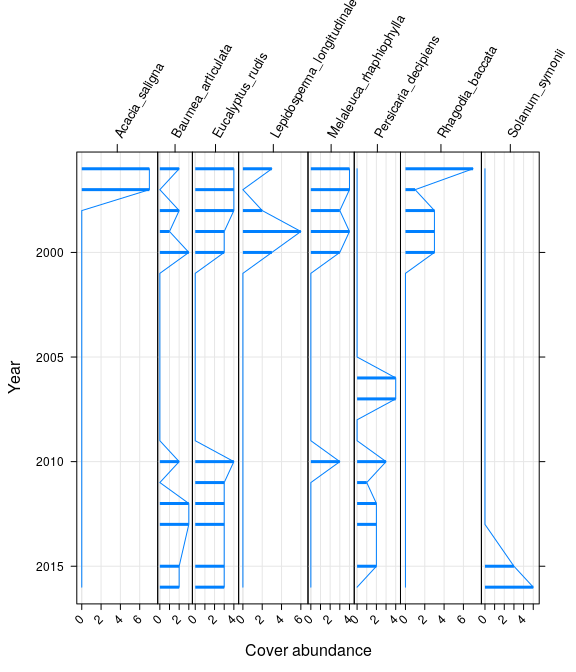 Acacia_saligna
Baumea_articulata
Eucalyptus_rudis
Lepidosperma_longitudinale
Melaleuca_rhaphiophylla
Persicaria_decipiens
Rhagodia_baccata
Solanum_symonii
2000
2005
2010
2015
Year
0 2 4 6 0 2 0 1 2 3 4 0 2 4 6 0 2 4 0 2 4 0 2 4 6 0 2 4
Cover abundance